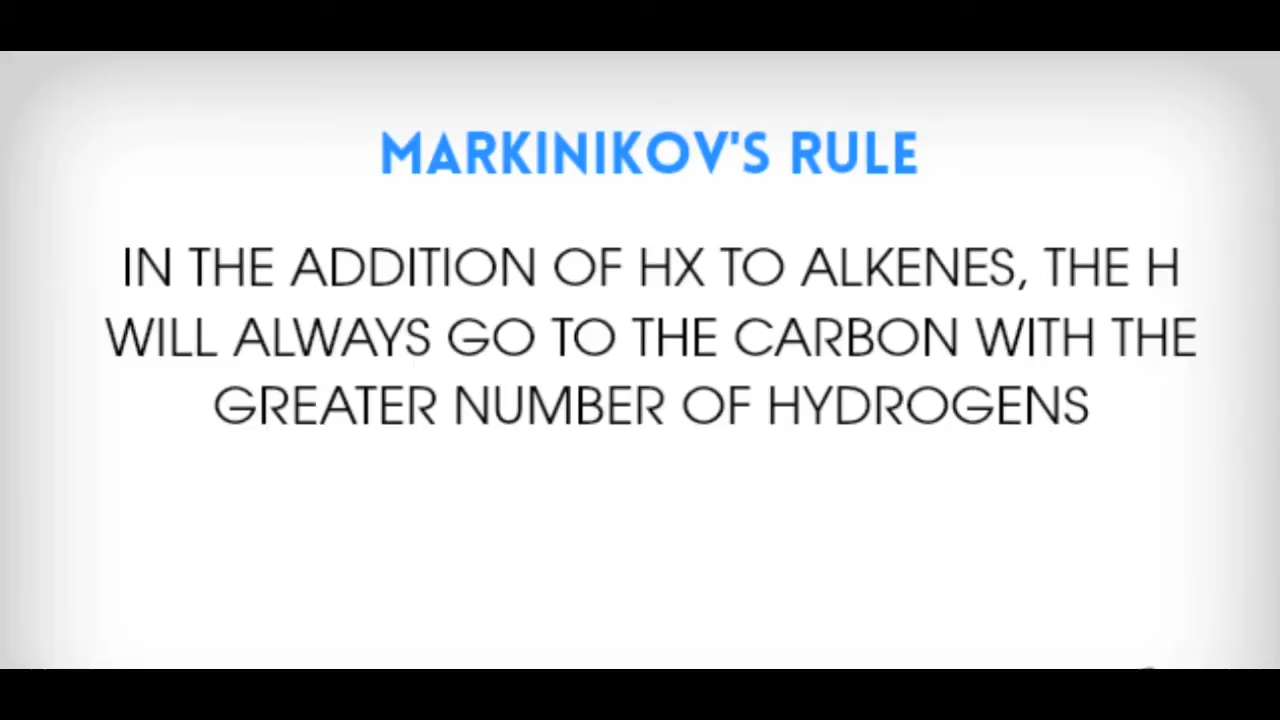 MARKINIKOV'S RULE
IN THE ADDITION OF HX TO ALKENES, THE H
WILL ALWAYS GO TO THE CARBON WITH THE
GREATER NUMBER OF HYDROGENS